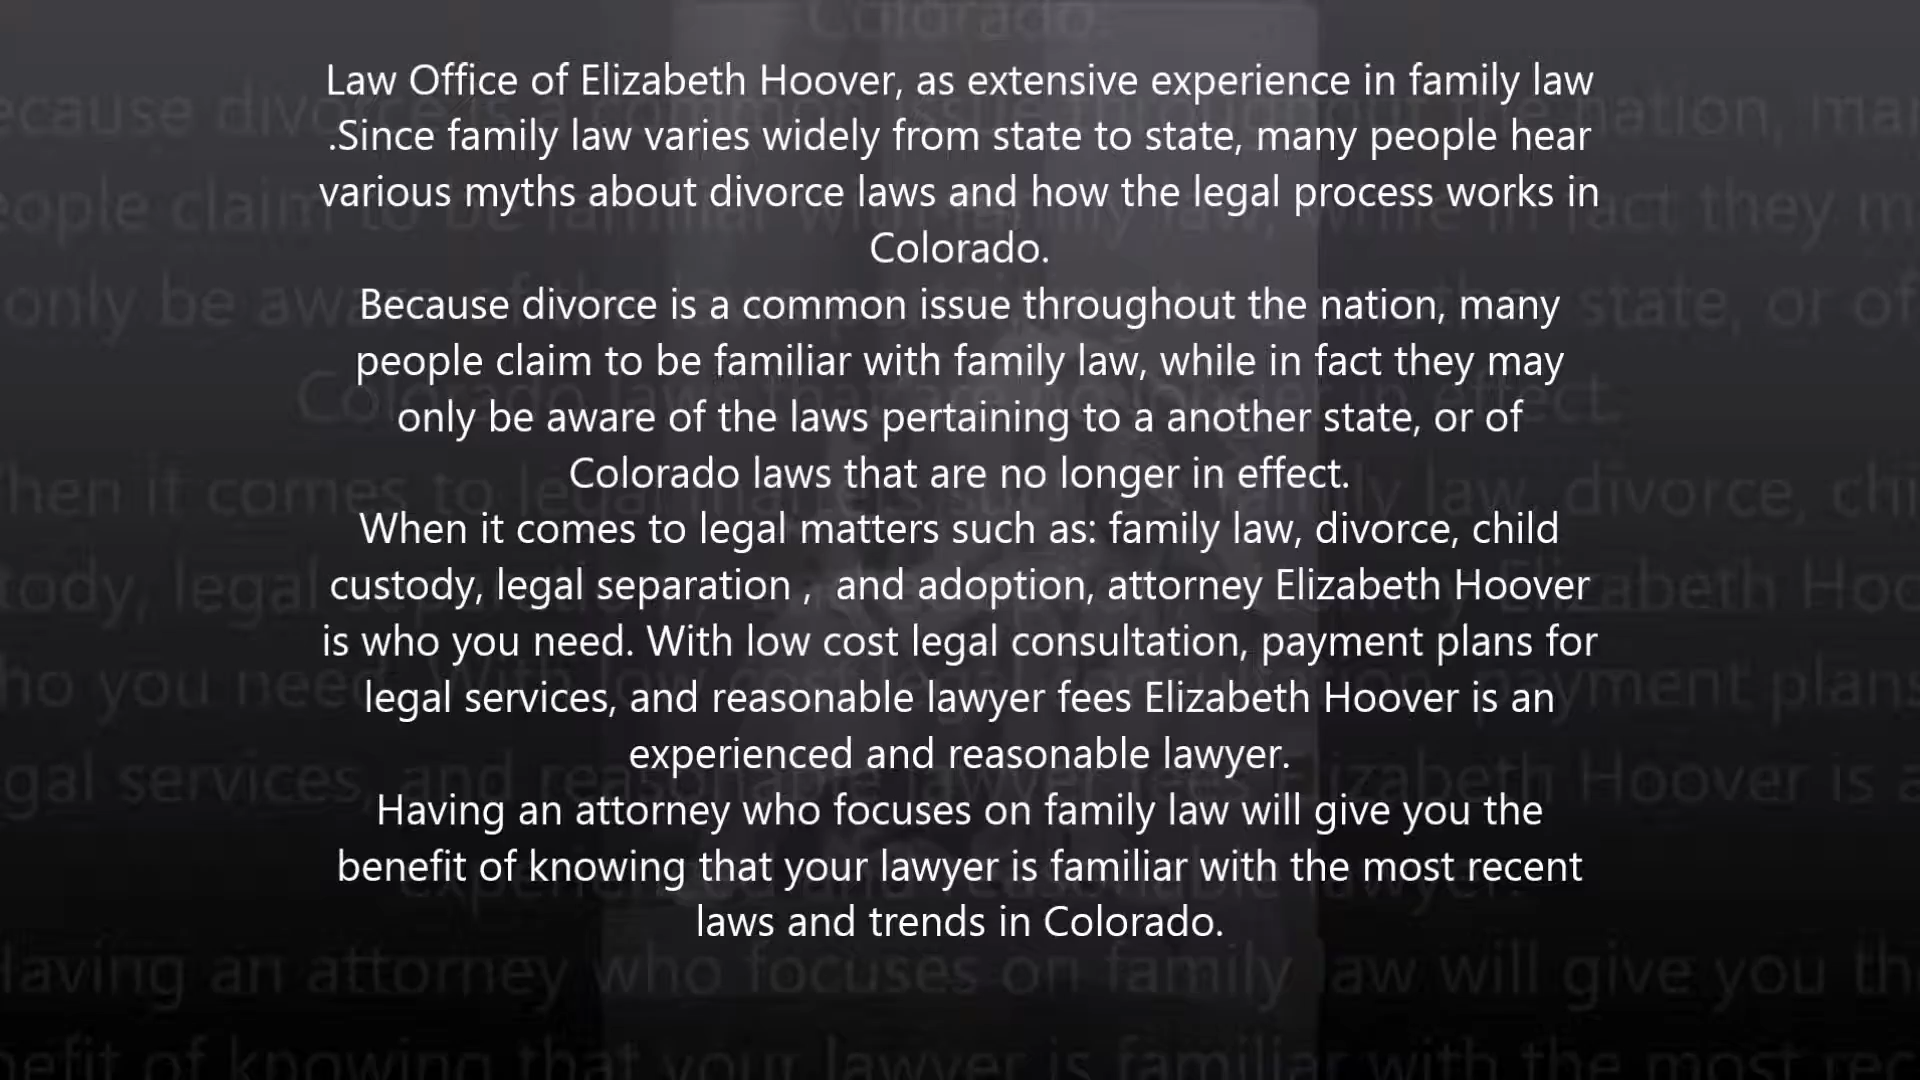 Law Office of Elizabeth Hoover, as extensive experience in family law
.Since family law varies widely from state to state, many people hear
various myths about divorce laws and how the legal process works in
Colorado.
Because divorce is a common issue throughout the nation, many
people claim to be familiar with family law, while in fact they may
only be aware of the laws pertaining to a another state, or of
Colorado laws that are no longer in effect.
When it comes to legal matters such as: family law, divorce, child
custody, legal separation ,  and adoption, attorney Elizabeth Hoover
is who you need. With low cost legal consultation, payment plans for
legal services, and reasonable lawyer fees Elizabeth Hoover is an
experienced and reasonable lawyer.
Having an attorney who focuses on family law will give you the
benefit of knowing that your lawyer is familiar with the most recent
laws and trends in Colorado.